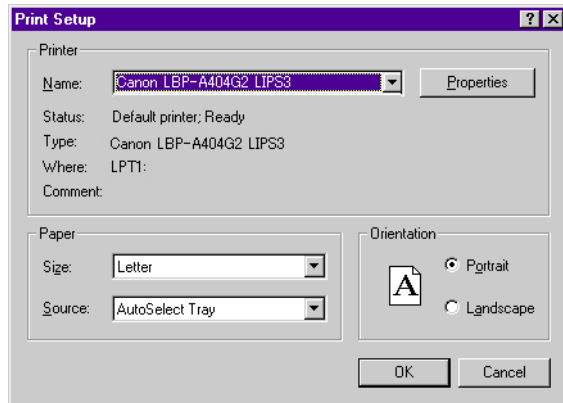 Print Setup
Printer
Name: Canon LBP-A404G2 LIPS3 Properties
Status: Default printer; Ready
Type: Canon LBP-A404G2 LIPS3
Where: LPT1:
Comment:
Paper
Size: Letter
Source: AutoSelect Tray
Orientation
A
Portrait
Landscape
OK Cancel